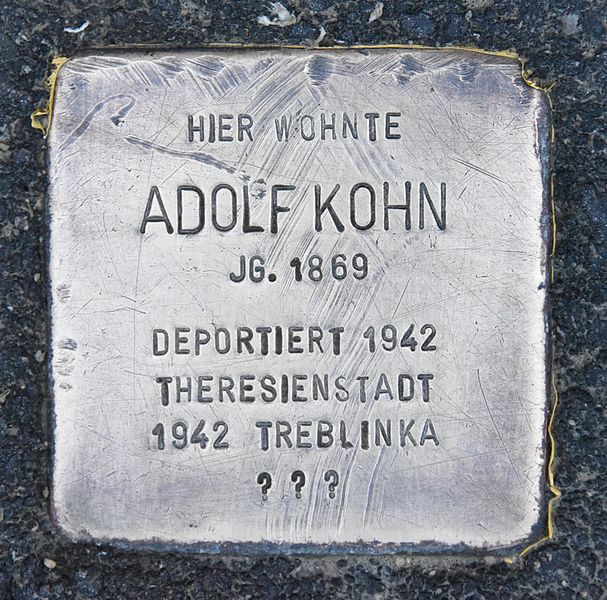 HIER WOHNTE
ADOLF KOHN
JG. 1869
DEPORTIERT 1942
THERESIENSTADT
1942 TREBLINKA
? ? ?